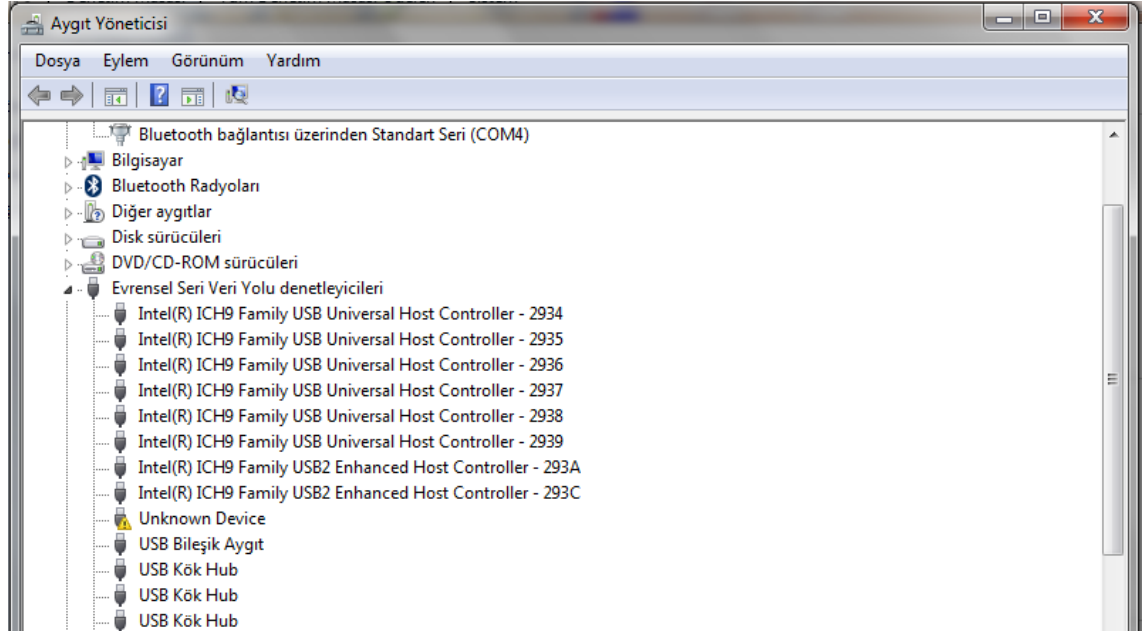 Aygıt Yöneticisi
Dosya Eylem Görünüm Yardım
Bluetooth bağlantısı üzerinden Standart Seri (COM4)
Bilgisayar
Bluetooth Radyoları
Diğer aygıtlar
Disk sürücüleri
DVD/CD-ROM sürücüleri
Evrensel Seri Veri Yolu denetleyicileri
Intel(R) ICH9 Family USB Universal Host Controller - 2934
Intel(R) ICH9 Family USB Universal Host Controller - 2935
Intel(R) ICH9 Family USB Universal Host Controller - 2936
Intel(R) ICH9 Family USB Universal Host Controller - 2937
Intel(R) ICH9 Family USB Universal Host Controller - 2938
Intel(R) ICH9 Family USB Universal Host Controller - 2939
Intel(R) ICH9 Family USB2 Enhanced Host Controller - 293A
Intel(R) ICH9 Family USB2 Enhanced Host Controller - 293C
Unknown Device
USB Bileşik Aygıt
USB Kök Hub
USB Kök Hub
USB Kök Hub